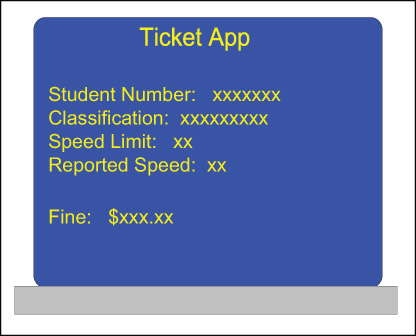 Ticket App
Student Number: xxxxxxx
Classification: xxxxxxxxx
Speed Limit: xx
Reported Speed: xx
Fine: $xxx.xx